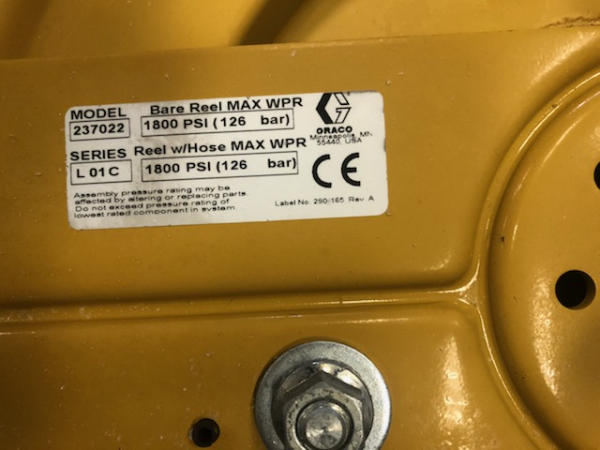 MODEL Bare Reel MAX WPR
237022 1800 PSI (126 bar)
GRACO
Minneapolis, MN
55440, USA
SERIES Reel w/Hose MAX WPR
L 01 C 1800 PSI (126 bar)
CE
Assembly pressure rating may be
affected by altering or replacing parts.
Do not exceed pressure rating of
lowest rated component in system.
Label No. 290/165 Rev. A